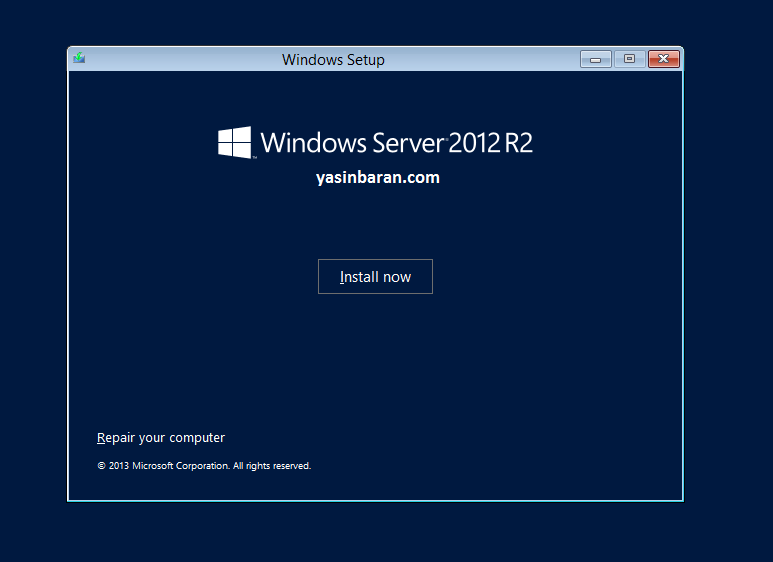 Windows Setup
Windows Server 2012 R2
yasinbaran.com
Install now
Repair your computer
© 2013 Microsoft Corporation. All rights reserved.